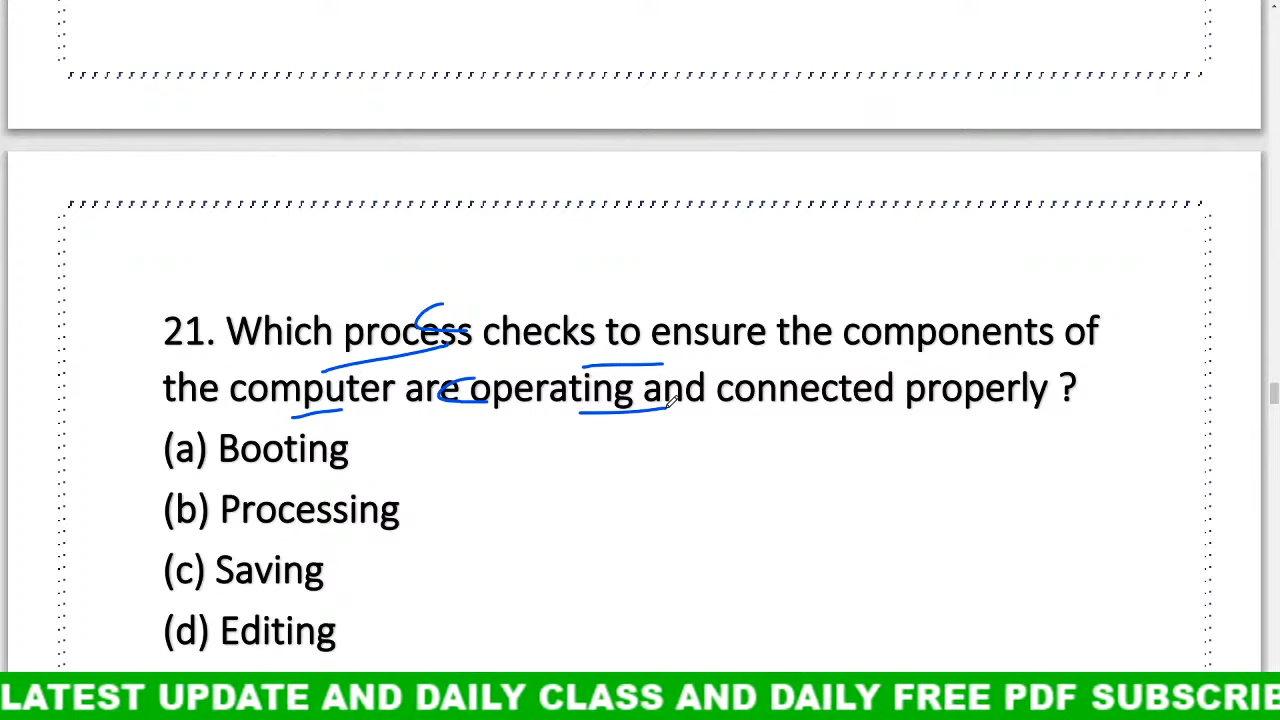 21. Which process checks to ensure the components of
the computer are operating and connected properly ?
(a) Booting
(b) Processing
(c) Saving
(d) Editing
LATEST UPDATE AND DAILY CLASS AND DAILY FREE PDF SUBSCRIE